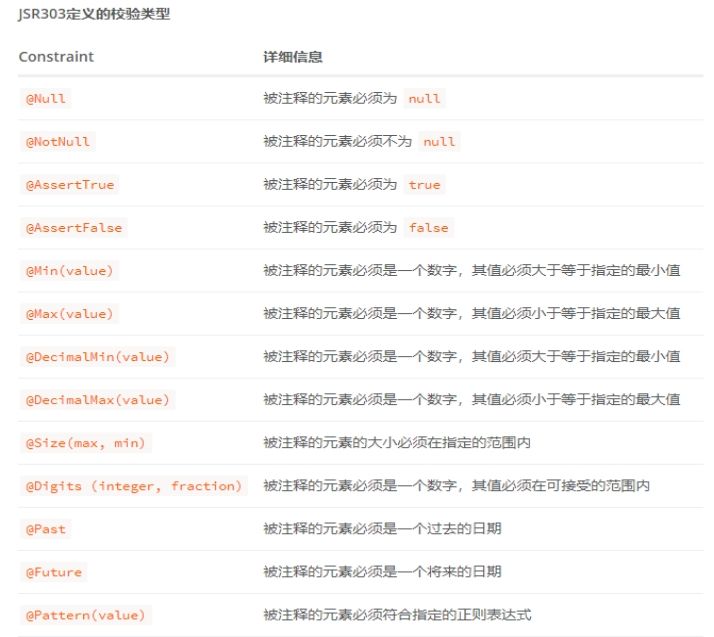 JSR303定义的校验类型
Constraint 详细信息
@Null 被注释的元素必须为 null
@NotNull 被注释的元素必须不为 null
@AssertTrue 被注释的元素必须为 true
@AssertFalse 被注释的元素必须为 false
@Min(value) 被注释的元素必须是一个数字，其值必须大于等于指定的最小值
@Max(value) 被注释的元素必须是一个数字，其值必须小于等于指定的最大值
@DecimalMin(value) 被注释的元素必须是一个数字，其值必须大于等于指定的最小值
@DecimalMax(value) 被注释的元素必须是一个数字，其值必须小于等于指定的最大值
@Size(max, min) 被注释的元素的大小必须在指定的范围内
@Digits (integer, fraction) 被注释的元素必须是一个数字，其值必须在可接受的范围内
@Past 被注释的元素必须是一个过去的日期
@Future 被注释的元素必须是一个将来的日期
@Pattern(value) 被注释的元素必须符合指定的正则表达式